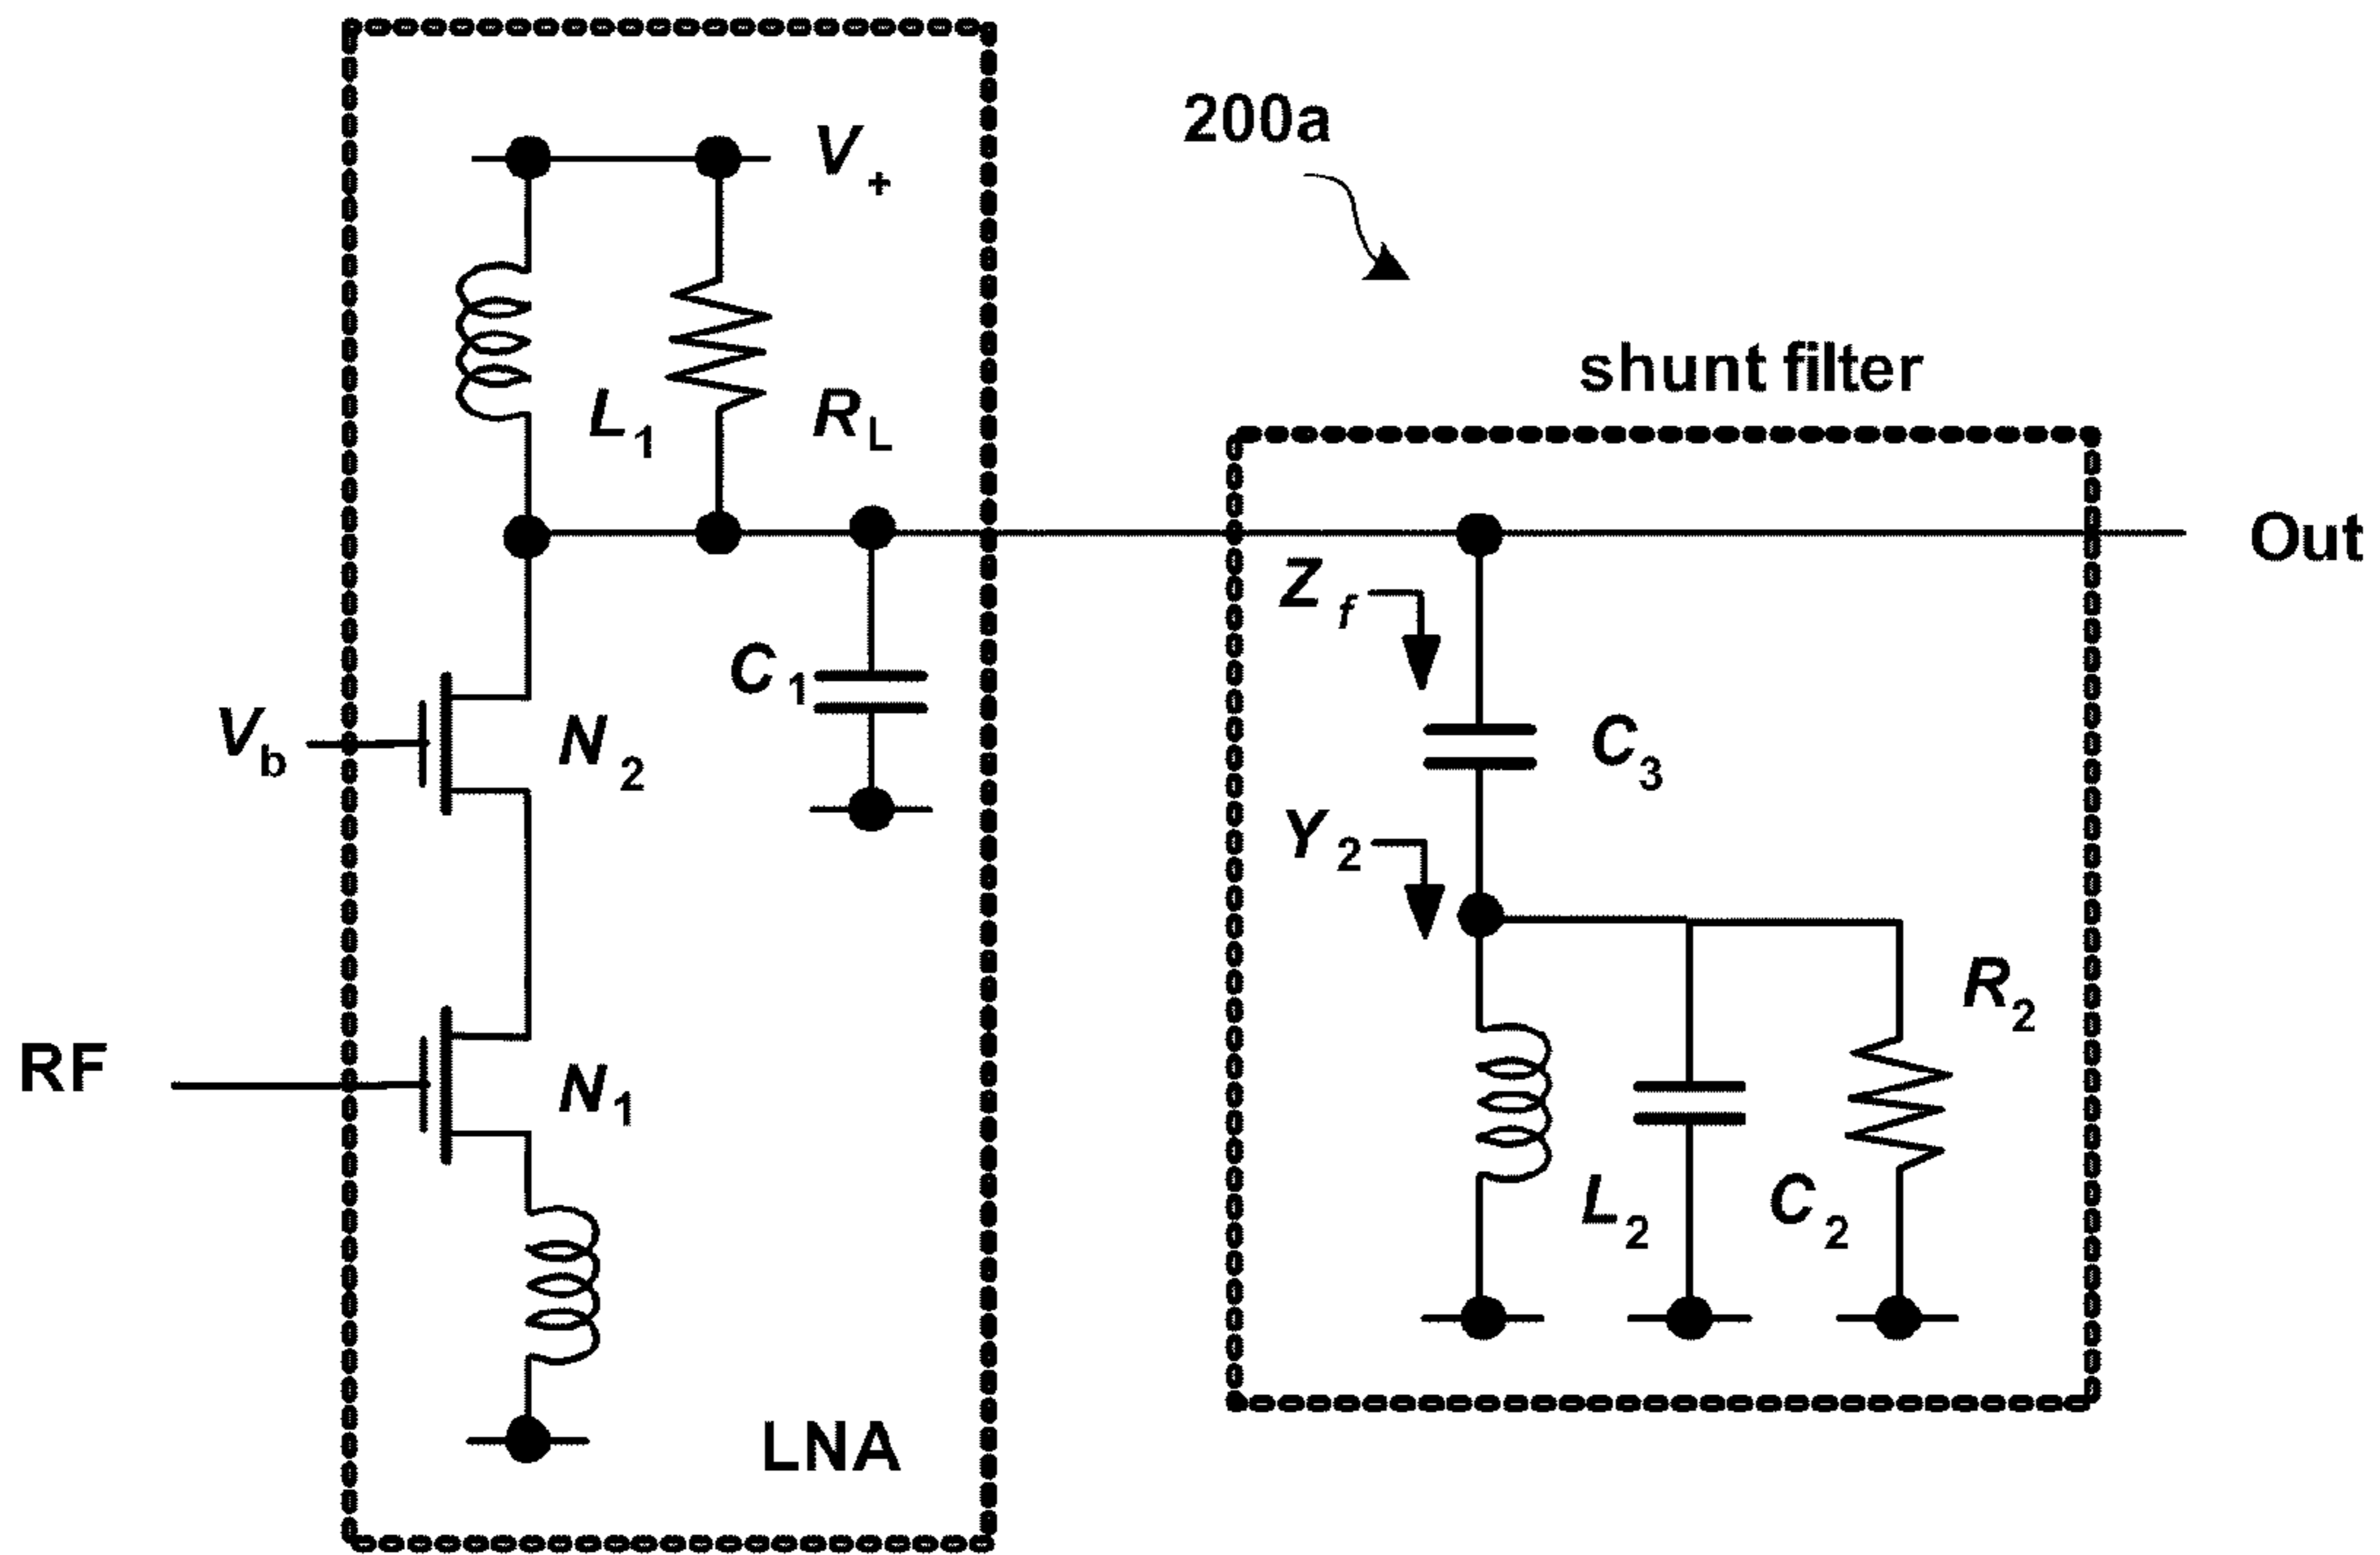 200a
V+
shunt filter
L1
RL
Out
Zf
C1
Vb
N2
C3
Y2
R2
RF
N1
L2
C2
LNA